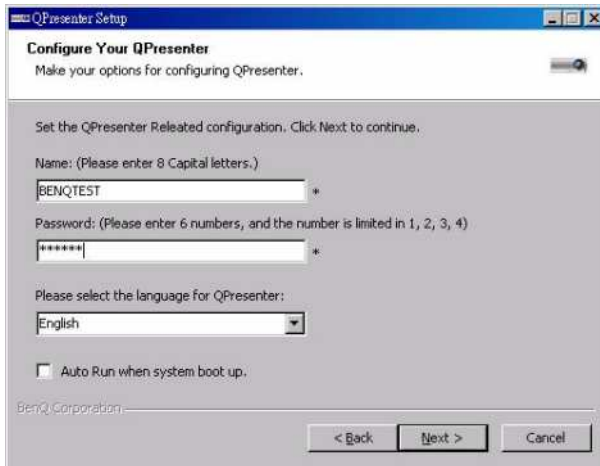 QPresenter Setup
Configure Your QPresenter
Make your options for configuring QPresenter.
Set the QPresenter Releated configuration. Click Next to continue.
Name: (Please enter 8 Capital letters.)
BENQTEST
*
Password: (Please enter 6 numbers, and the number is limited in 1, 2, 3, 4)
******
*
Please select the language for QPresenter:
English
Auto Run when system boot up.
BenQ Corporation
< Back Next > Cancel